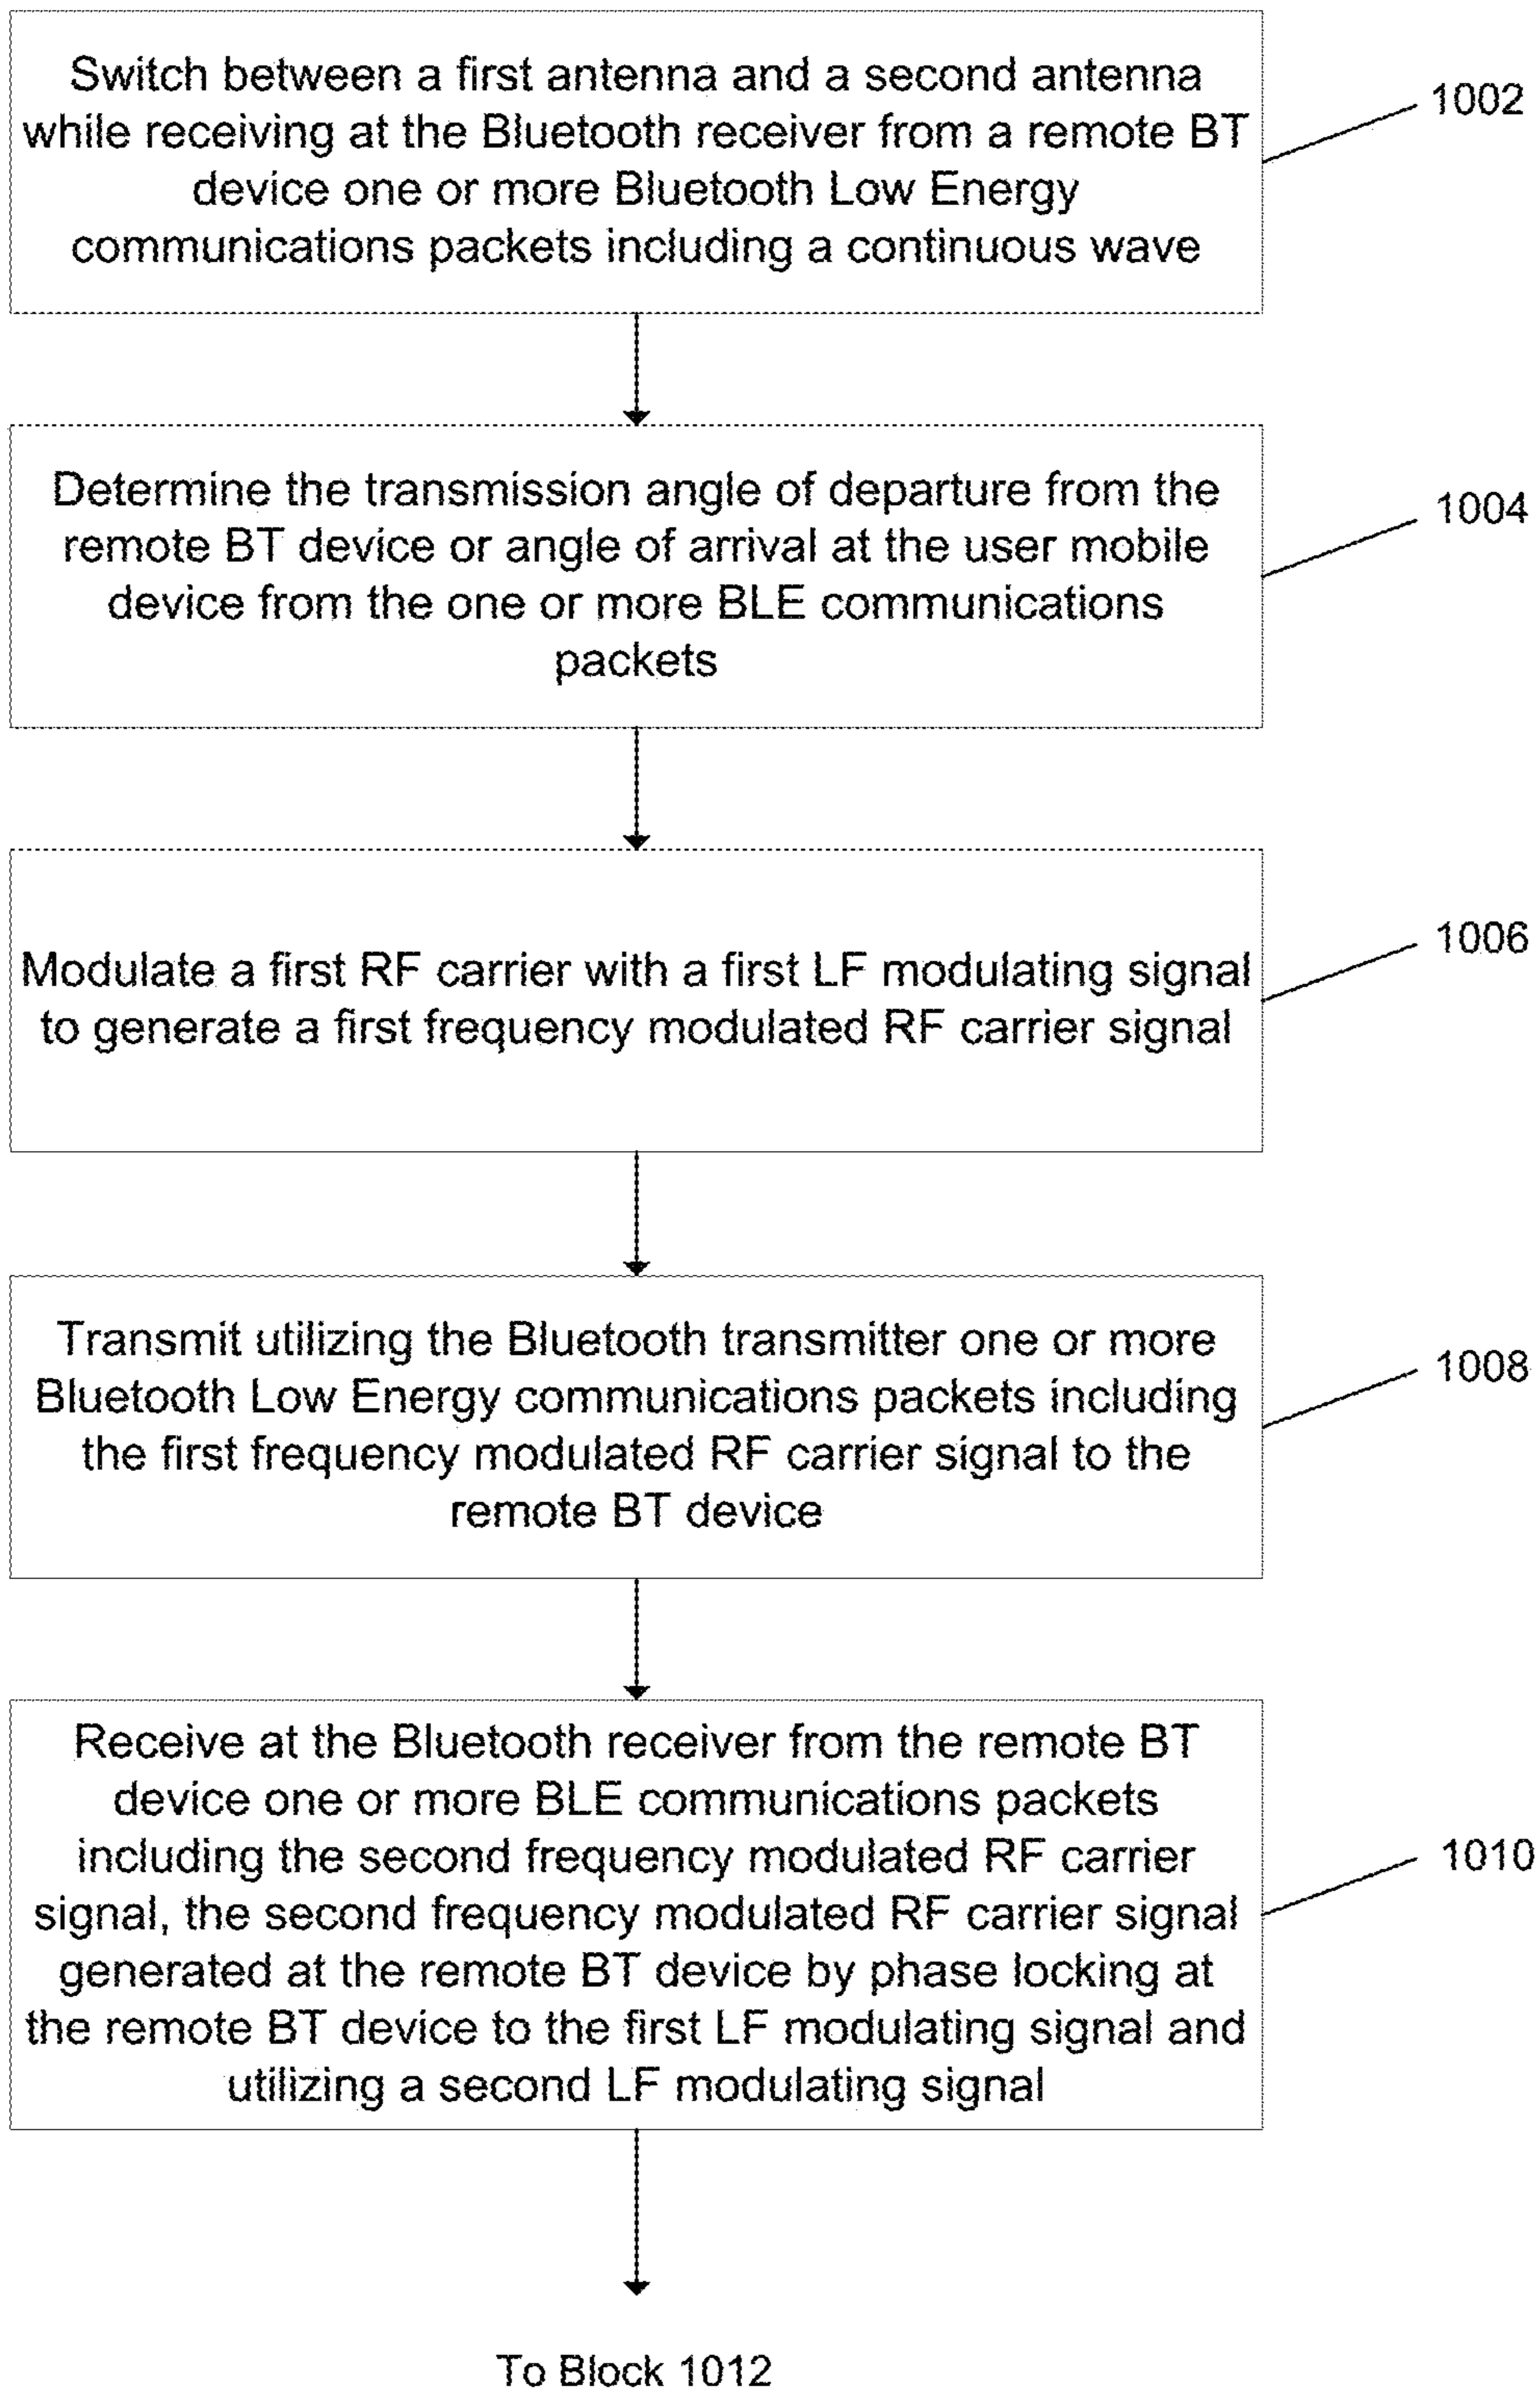 Switch between a first antenna and a second antenna
while receiving at the Bluetooth receiver from a remote BT
device one or more Bluetooth Low Energy
communications packets including a continuous wave
1002
Determine the transmission angle of departure from the
remote BT device or angle of arrival at the user mobile
device from the one or more BLE communications
packets
1004
Modulate a first RF carrier with a first LF modulating signal
to generate a first frequency modulated RF carrier signal
1006
Transmit utilizing the Bluetooth transmitter one or more
Bluetooth Low Energy communications packets including
the first frequency modulated RF carrier signal to the
remote BT device
1008
Receive at the Bluetooth receiver from the remote BT
device one or more BLE communications packets
including the second frequency modulated RF carrier
signal, the second frequency modulated RF carrier signal
generated at the remote BT device by phase locking at
the remote BT device to the first LF modulating signal and
utilizing a second LF modulating signal
1010
To Block 1012